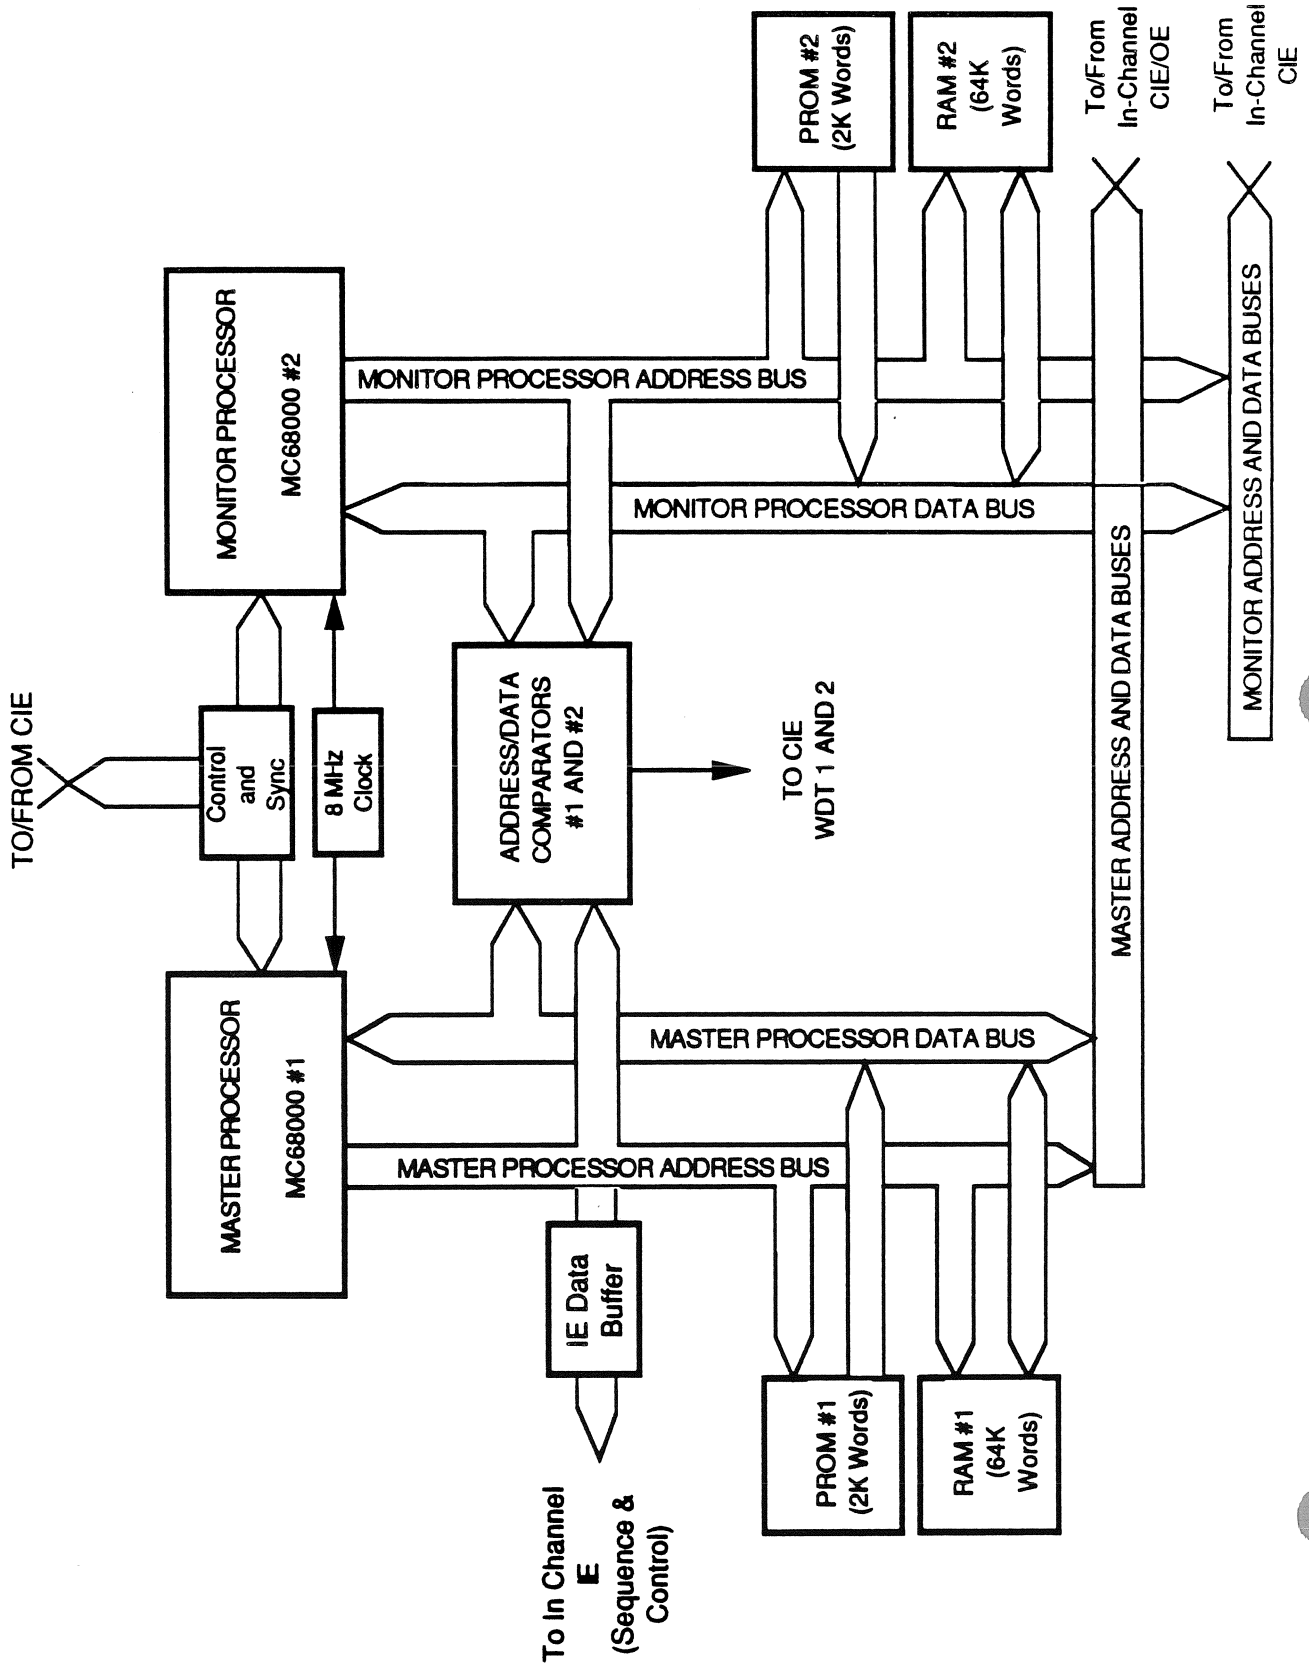 TO/FROM CIE
MASTER PROCESSOR
MC68000 #1
Control
and
Sync
8 MHz
Clock
MONITOR PROCESSOR
MC68000 #2
MASTER PROCESSOR ADDRESS BUS
MASTER PROCESSOR DATA BUS
ADDRESS/DATA
COMPARATORS
#1 AND #2
MONITOR PROCESSOR DATA BUS
MONITOR PROCESSOR ADDRESS BUS
IE Data
Buffer
To In Channel
IE
(Sequence &
Control)
TO CIE
WDT 1 AND 2
PROM #1
(2K Words)
RAM #1
(64K
Words)
PROM #2
(2K Words)
RAM #2
(64K
Words)
MASTER ADDRESS AND DATA BUSES
To/From
In-Channel
CIE/OE
MONITOR ADDRESS AND DATA BUSES
To/From
In-Channel
CIE